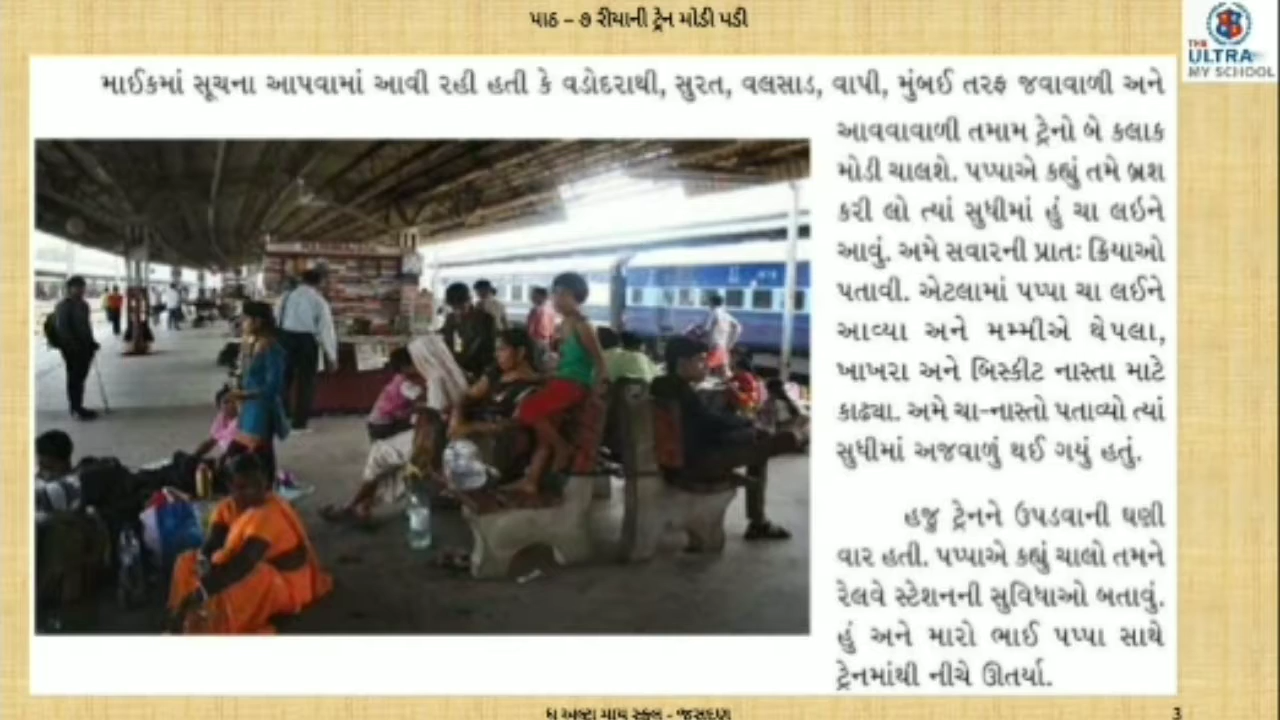 પાઠ – ૭ રીયાની ટ્રેન મોડી પડી
THE
ULTRA
MY SCHOOL
માઈકમાં સૂચના આપવામાં આવી રહી હતી કે વડોદરાથી, સુરત, વલસાડ, વાપી, મુંબઈ તરફ જવાવાળી અને
આવવાવાળી તમામ ટ્રેનો બે કલાક
મોડી ચાલશે. પપ્પાએ કહ્યું તમે બ્રશ
કરી લો ત્યાં સુધીમાં હું ચા લઇને
આવું. અમે સવારની પ્રાતઃ ક્રિયાઓ
પતાવી. એટલામાં પપ્પા ચા લઈને
આવ્યા અને મમ્મીએ થેપલા,
ખાખરા અને બિસ્કીટ નાસ્તા માટે
કાઢ્યા. અમે ચા-નાસ્તો પતાવ્યો ત્યાં
સુધીમાં અજવાળું થઈ ગયું હતું.
હજુ ટ્રેનને ઉપડવાની ઘણી
વાર હતી. પપ્પાએ કહ્યું ચાલો તમને
રેલવે સ્ટેશનની સુવિધાઓ બતાવું.
હું અને મારો ભાઈ પપ્પા સાથે
ટ્રેનમાંથી નીચે ઊતર્યા.
ધ અલ્ટ્રા માય સ્કૂલ - જસદણ
3